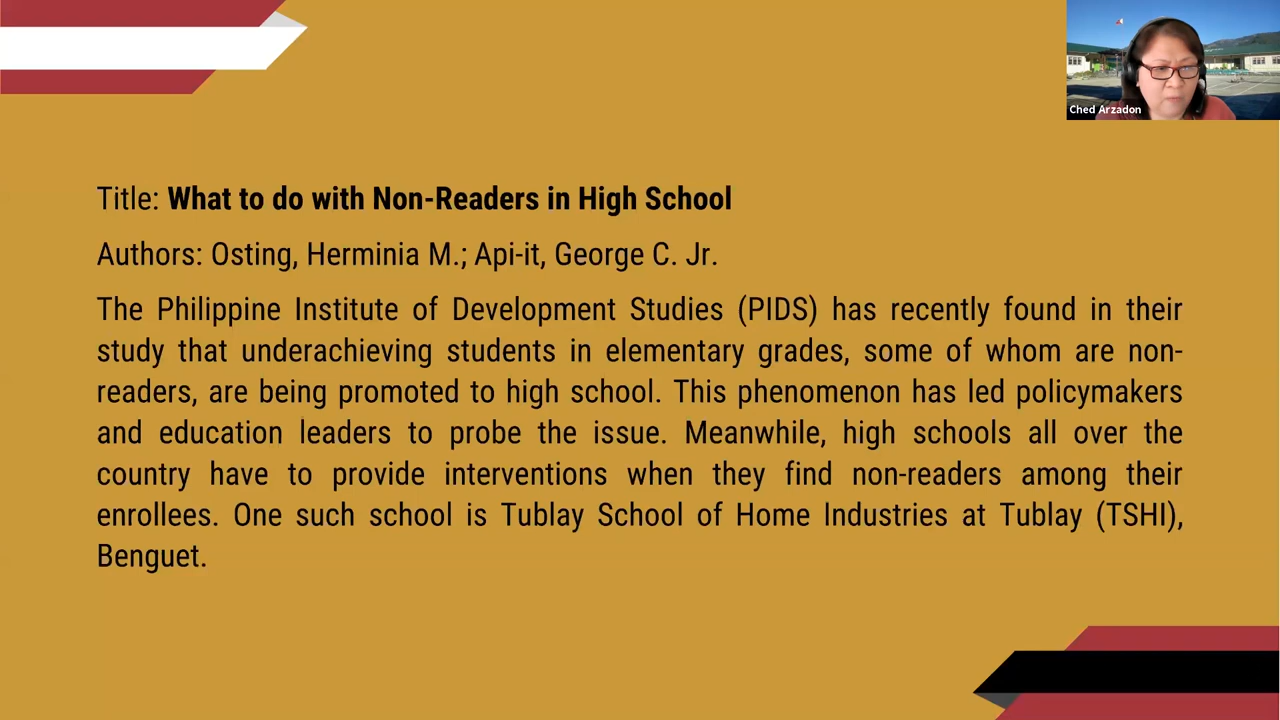 Ched Arzadon
Title: What to do with Non-Readers in High School
Authors: Osting, Herminia M.; Api-it, George C. Jr.
The Philippine Institute of Development Studies (PIDS) has recently found in their
study that underachieving students in elementary grades, some of whom are non-
readers, are being promoted to high school. This phenomenon has led policymakers
and education leaders to probe the issue. Meanwhile, high schools all over the
country have to provide interventions when they find non-readers among their
enrollees. One such school is Tublay School of Home Industries at Tublay (TSHI),
Benguet.